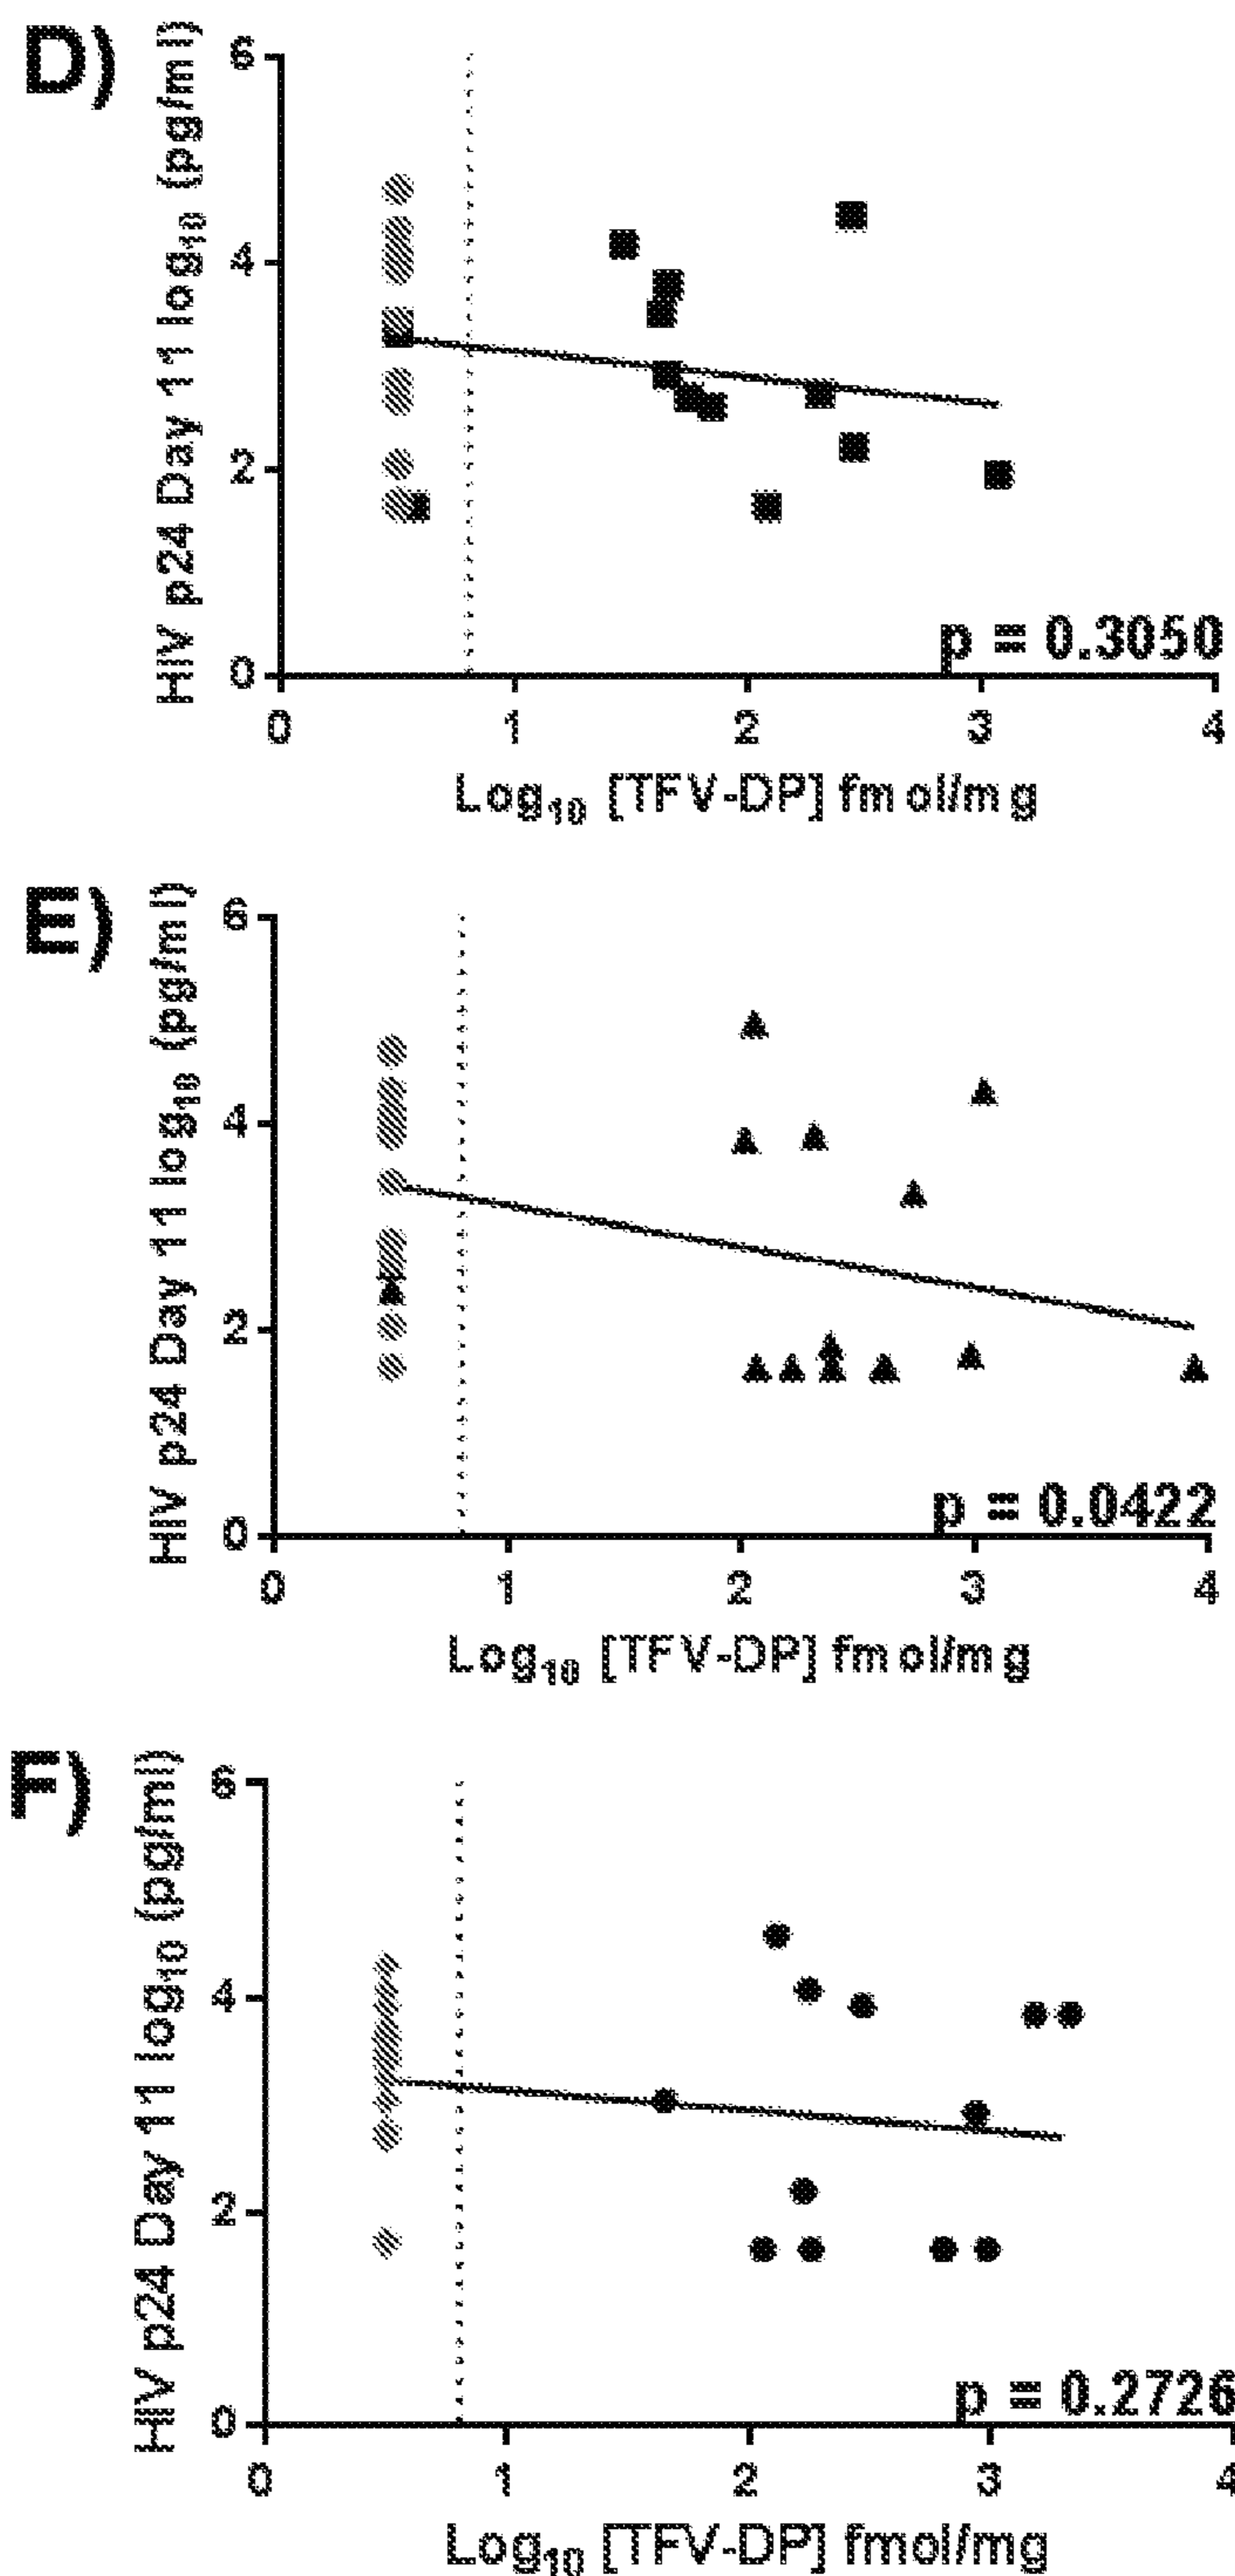 D)
HIV p24 Day 11 log10 (pg/ml)
6
4
2
0
p = 0.3050
0 1 2 3 4
Log10 [TFV-DP] fmol/mg
E)
HIV p24 Day 11 log10 (pg/ml)
6
4
2
0
p = 0.0422
0 1 2 3 4
Log10 [TFV-DP] fmol/mg
F)
HIV p24 Day 11 log10 (pg/ml)
6
4
2
0
p = 0.2726
0 1 2 3 4
Log10 [TFV-DP] fmol/mg